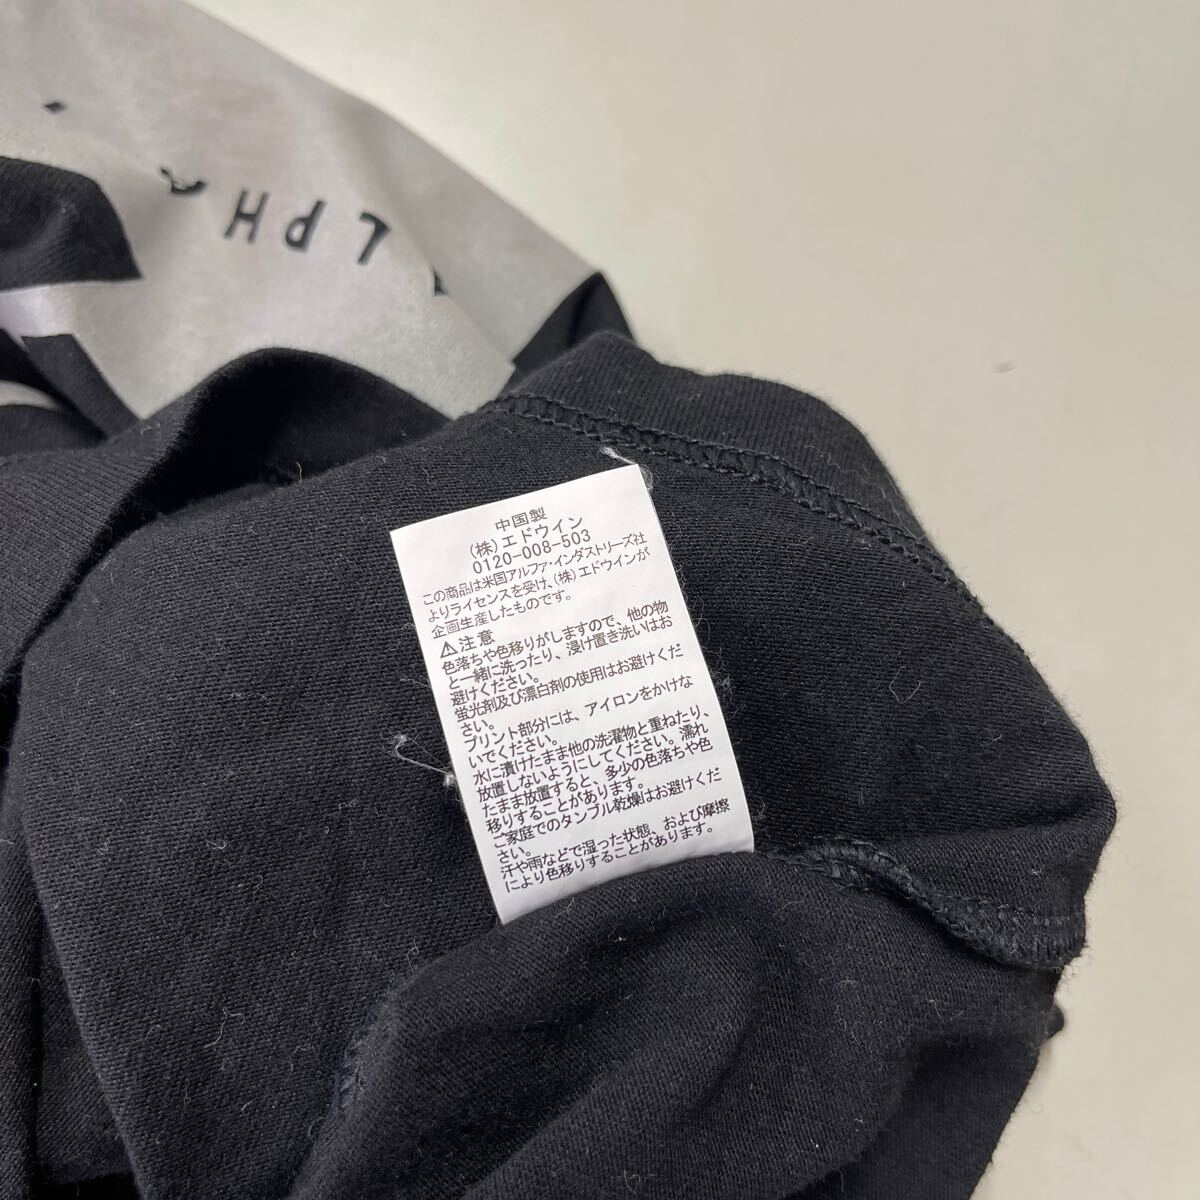 LPHA
中国製
(株)エドウイン
0120-008-503
この商品は米国アルファ・インダストリーズ社
よりライセンスを受け、(株)エドウインが
企画生産したものです。
⚠注意
色落ちや色移りがしますので、他の物
と一緒に洗ったり、浸け置き洗いはお
避けください。
蛍光剤及び漂白剤の使用はお避けくだ
さい。
プリント部分には、アイロンをかけな
いでください。
水に漬けたまま他の洗濯物と重ねたり、
放置しないようにしてください。濡れ
たまま放置すると、多少の色落ちや色
移りすることがあります。
ご家庭でのタンブル乾燥はお避けくだ
さい。
汗や雨などで湿った状態、および摩擦
により色移りすることがあります。